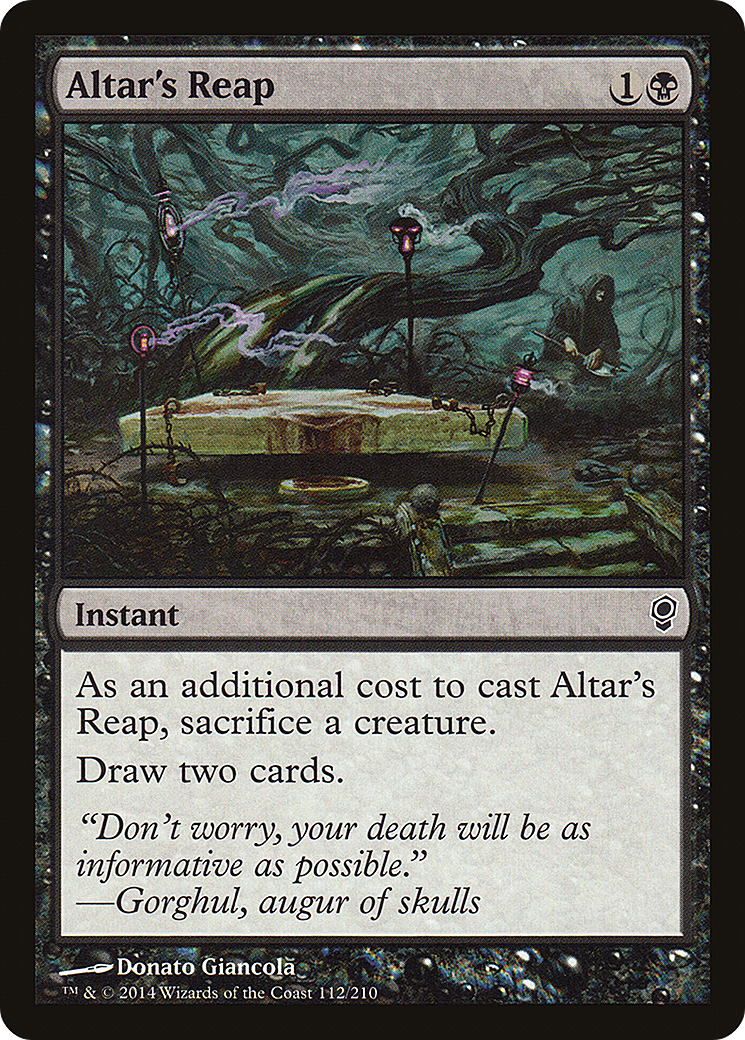 Altar's Reap
1
Instant
As an additional cost to cast Altar's
Reap, sacrifice a creature.
Draw two cards.
“Don't worry, your death will be as
informative as possible.”
—Gorghul, augur of skulls
Donato Giancola
™ & © 2014 Wizards of the Coast 112/210